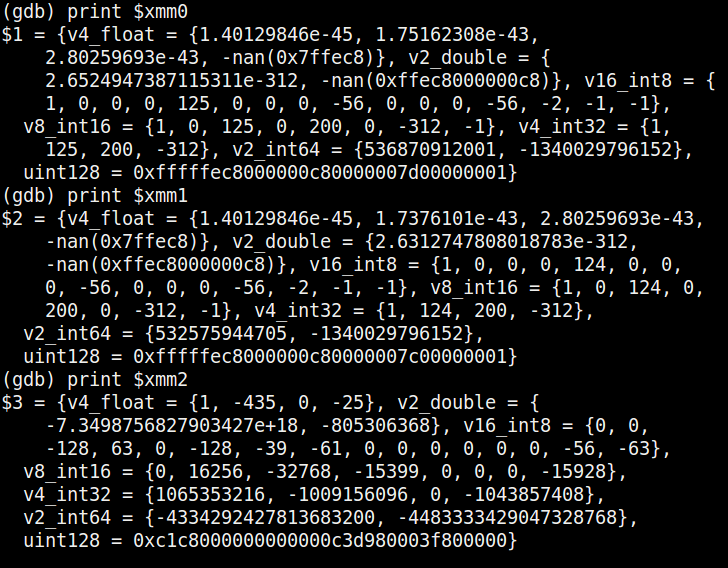 (gdb) print $xmm0
$1 = {v4_float = {1.40129846e-45, 1.75162308e-43,
2.80259693e-43, -nan(0x7ffec8)}, v2_double = {
2.6524947387115311e-312, -nan(0xffec8000000c8)}, v16_int8 = {
1, 0, 0, 0, 125, 0, 0, 0, -56, 0, 0, 0, -56, -2, -1, -1},
v8_int16 = {1, 0, 125, 0, 200, 0, -312, -1}, v4_int32 = {1,
125, 200, -312}, v2_int64 = {536870912001, -1340029796152},
uint128 = 0xfffffec8000000c80000007d00000001}
(gdb) print $xmm1
$2 = {v4_float = {1.40129846e-45, 1.7376101e-43, 2.80259693e-43,
-nan(0x7ffec8)}, v2_double = {2.6312747808018783e-312,
-nan(0xffec8000000c8)}, v16_int8 = {1, 0, 0, 0, 124, 0, 0,
0, -56, 0, 0, 0, -56, -2, -1, -1}, v8_int16 = {1, 0, 124, 0,
200, 0, -312, -1}, v4_int32 = {1, 124, 200, -312},
v2_int64 = {532575944705, -1340029796152},
uint128 = 0xfffffec8000000c80000007c00000001}
(gdb) print $xmm2
$3 = {v4_float = {1, -435, 0, -25}, v2_double = {
-7.3498756827903427e+18, -805306368}, v16_int8 = {0, 0,
-128, 63, 0, -128, -39, -61, 0, 0, 0, 0, 0, 0, -56, -63},
v8_int16 = {0, 16256, -32768, -15399, 0, 0, 0, -15928},
v4_int32 = {1065353216, -1009156096, 0, -1043857408},
v2_int64 = {-4334292427813683200, -4483333429047328768},
uint128 = 0xc1c8000000000000c3d980003f800000}